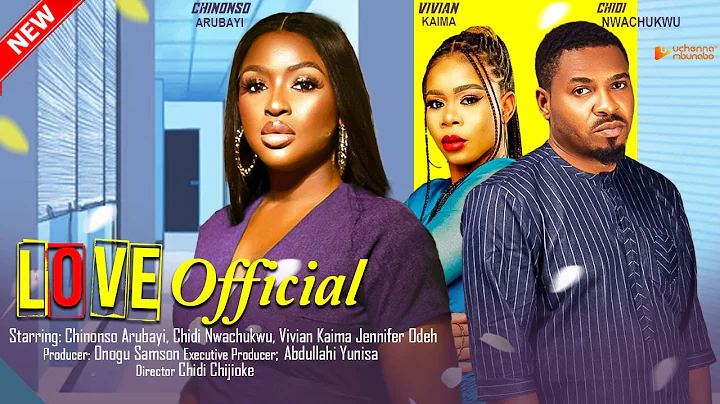 NEW
CHINONSO
ARUBAYI
VIVIAN
KAIMA
CHIDI
NWACHUKWU
uchenna
mbunabo
LOVE Official
Starring: Chinonso Arubayi, Chidi Nwachukwu, Vivian Kaima Jennifer Odeh
Producer: Onogu Samson Executive Producer; Abdullahi Yunisa
Director Chidi Chijioke